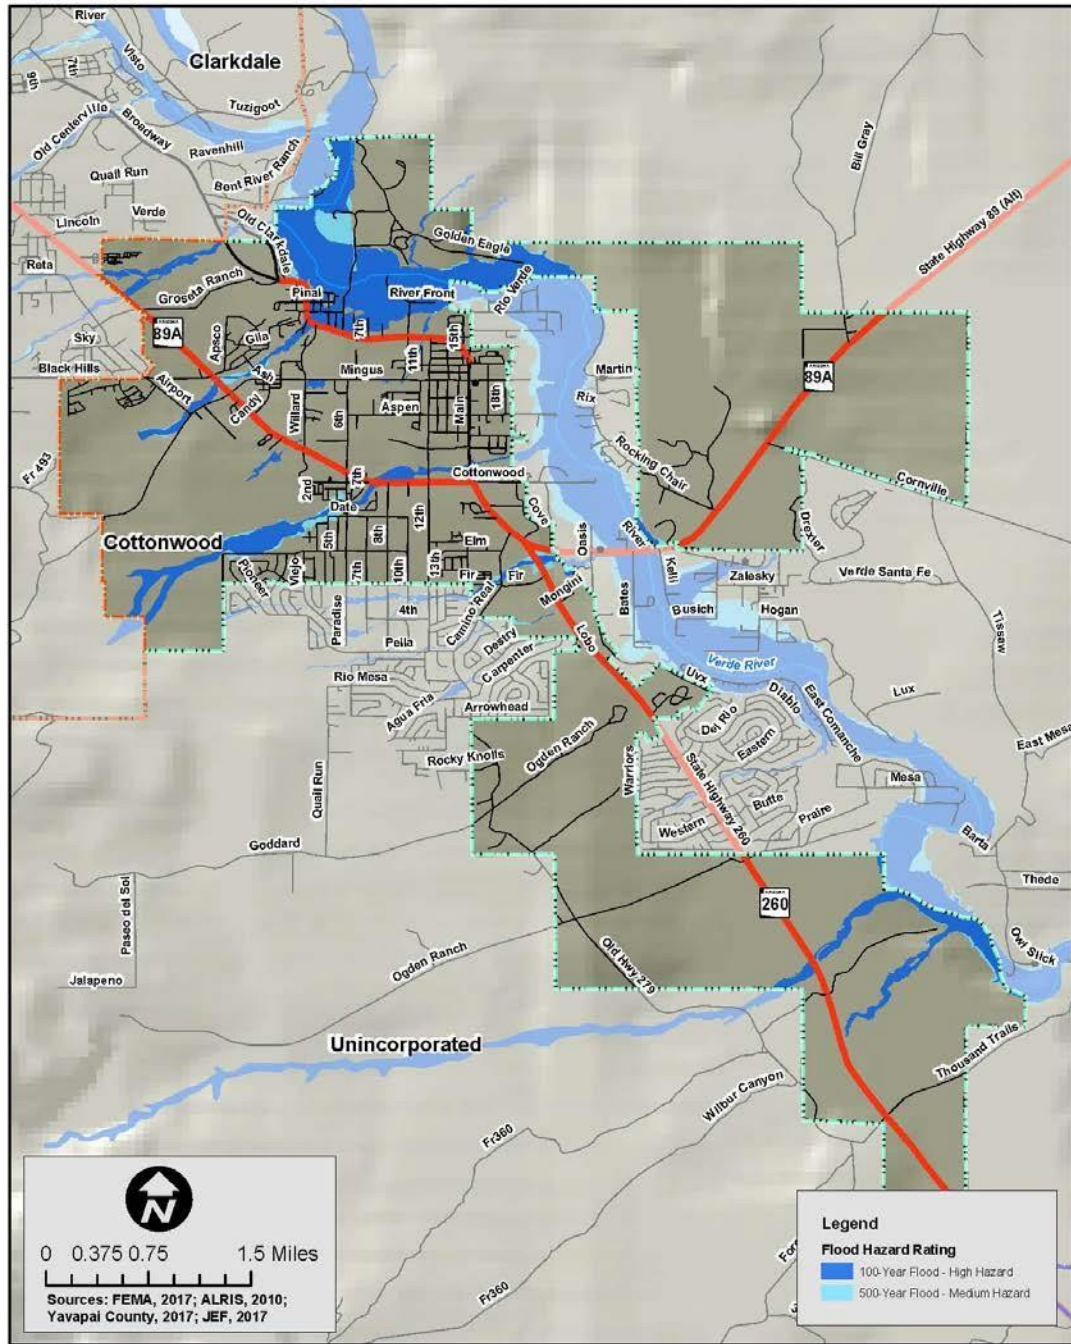 River
Clarkdale
9th
7th
Visto
Tuzigoot
Old Centerville
Broadway
Ravenhill
Bent River Ranch
Quail Run
Bill Gray
Lincoln
Verde
Old Clarkdale
Golden Eagle
State Highway 89 (Alt)
Reta
Groseta Ranch
Pinal
River Front
Rio Verde
Sky
ARIZONA
89A
Apsco
Gila
7th
11th
15th
Black Hills
Airport
Ash
Mingus
Martin
ARIZONA
89A
Candy
Willard
6th
Aspen
Main
18th
Rix
Rocking Chair
Fr 493
2nd
7th
Cottonwood
Cornville
Date
Cove
Cottonwood
5th
8th
12th
Elm
Oasis
River
Drexler
Pioneer
Viejo
7th
10th
13th
Fir
Fir
Mongini
Kelli
Zalesky
Verde Santa Fe
Paradise
4th
Camino Real
Bates
Busich
Hogan
Tissaw
Pella
Destry
Carpenter
Lobo
Verde River
Rio Mesa
Uvx
Agua Fria
Arrowhead
Diablo
East Comanche
Lux
Del Rio
Ogden Ranch
Eastern
East Mesa
Rocky Knolls
Warriors
State Highway 260
Mesa
Quail Run
Butte
Praire
Western
Goddard
Barta
Paseo del Sol
Thede
ARIZONA
260
Jalapeno
Ogden Ranch
Old Hwy 279
Owl Stick
Unincorporated
Thousand Trails
Wilbur Canyon
Fr360
N
0 0.375 0.75 1.5 Miles
Sources: FEMA, 2017; ALRIS, 2010;
Yavapai County, 2017; JEF, 2017
Fr360
Legend
Flood Hazard Rating
100-Year Flood - High Hazard
500-Year Flood - Medium Hazard